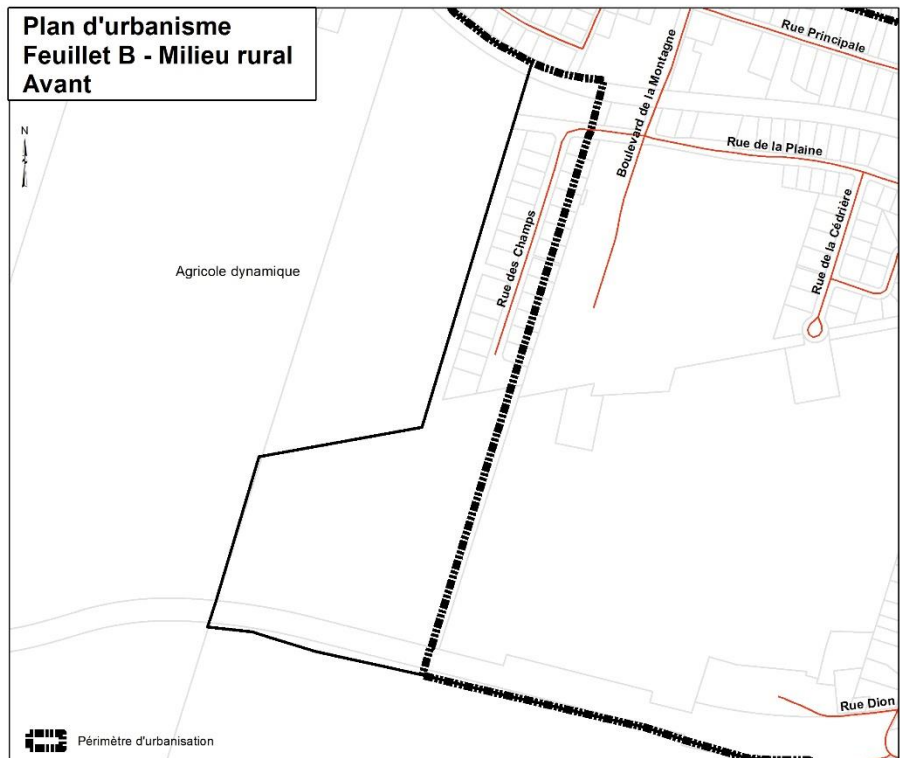 Plan d'urbanisme
Feuillet B - Milieu rural
Avant
N
Rue Principale
Boulevard de la Montagne
Rue de la Plaine
Rue des Champs
Rue de la Cédrière
Agricole dynamique
Rue Dion
Périmètre d'urbanisation